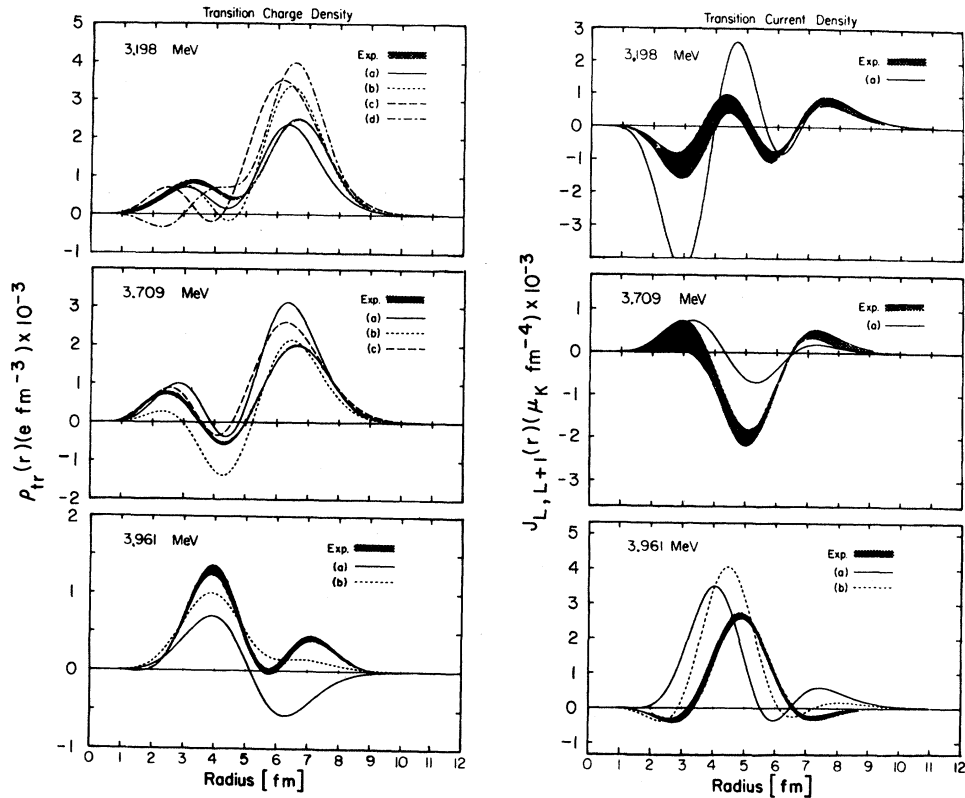 Transition Charge Density
5
4
3
2
1
0
-1
3.198 MeV
Exp.
(a)
(b)
(c)
(d)
3
2
1
0
-1
-2
3.709 MeV
Exp.
(a)
(b)
(c)
2
1
0
-1
3.961 MeV
Exp.
(a)
(b)
0 1 2 3 4 5 6 7 8 9 10 11 12
Radius [fm]
ρtr(r)(e fm⁻³) x 10⁻³
Transition Current Density
3
2
1
0
-1
-2
-3
3.198 MeV
Exp.
(a)
1
0
-1
-2
-3
3.709 MeV
Exp.
(a)
5
4
3
2
1
0
-1
3.961 MeV
Exp.
(a)
(b)
0 1 2 3 4 5 6 7 8 9 10 11 12
Radius [fm]
J L, L+1 (r)(μK fm⁻⁴) x 10⁻³